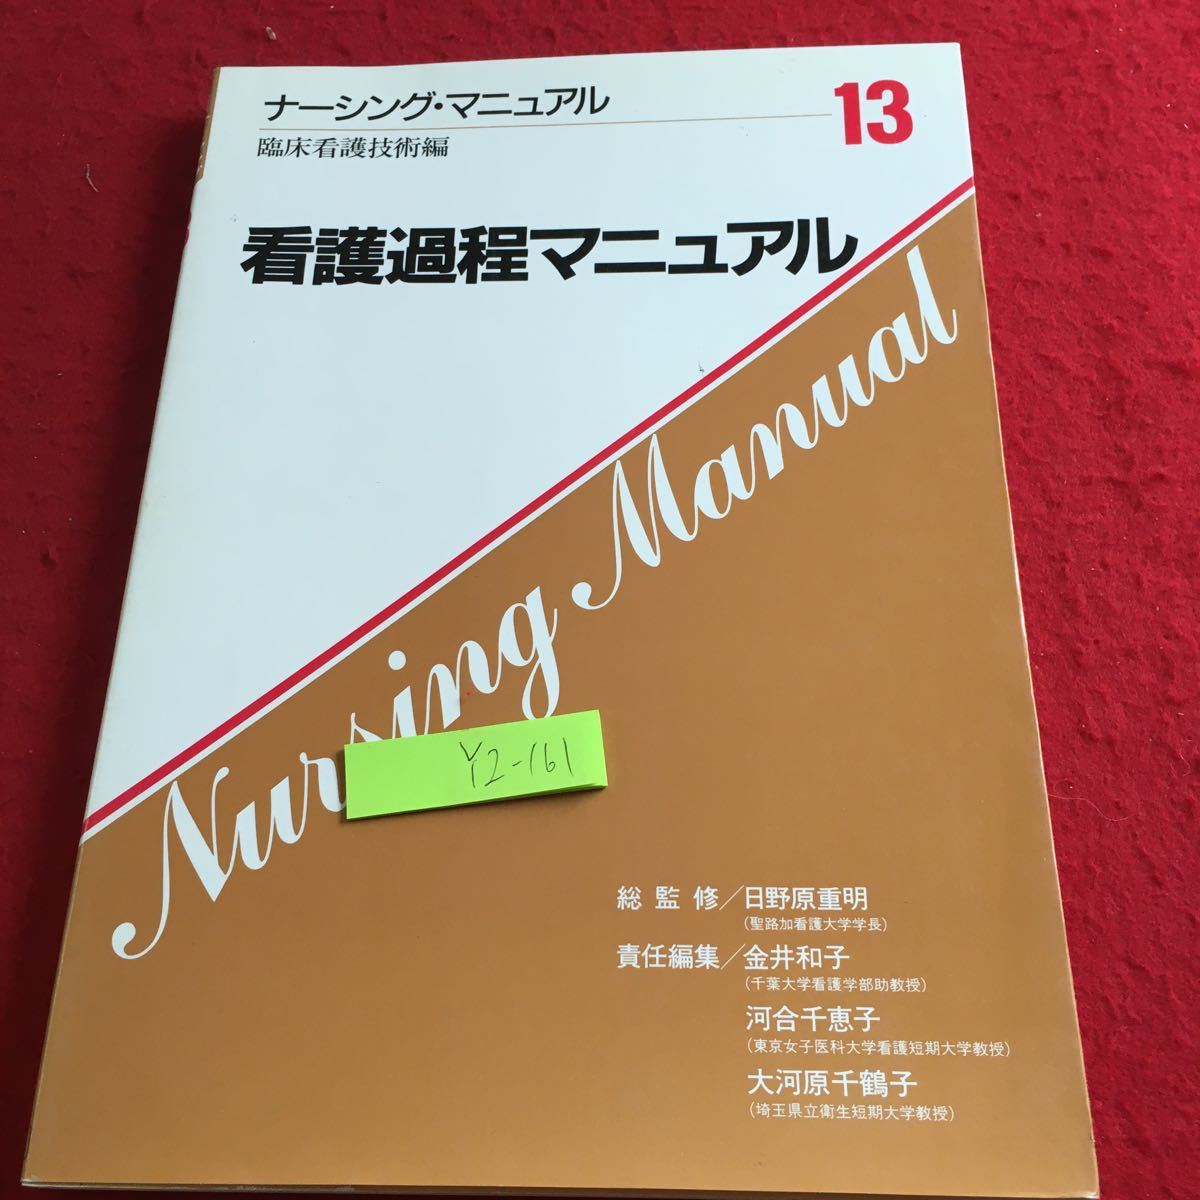 ナーシング・マニュアル
13
臨床看護技術編
看護過程マニュアル
Nursing Manual
Y2-161
総監修／日野原重明
（聖路加看護大学学長）
責任編集／金井和子
（千葉大学看護学部助教授）
河合千恵子
（東京女子医科大学看護短期大学教授）
大河原千鶴子
（埼玉県立衛生短期大学教授）